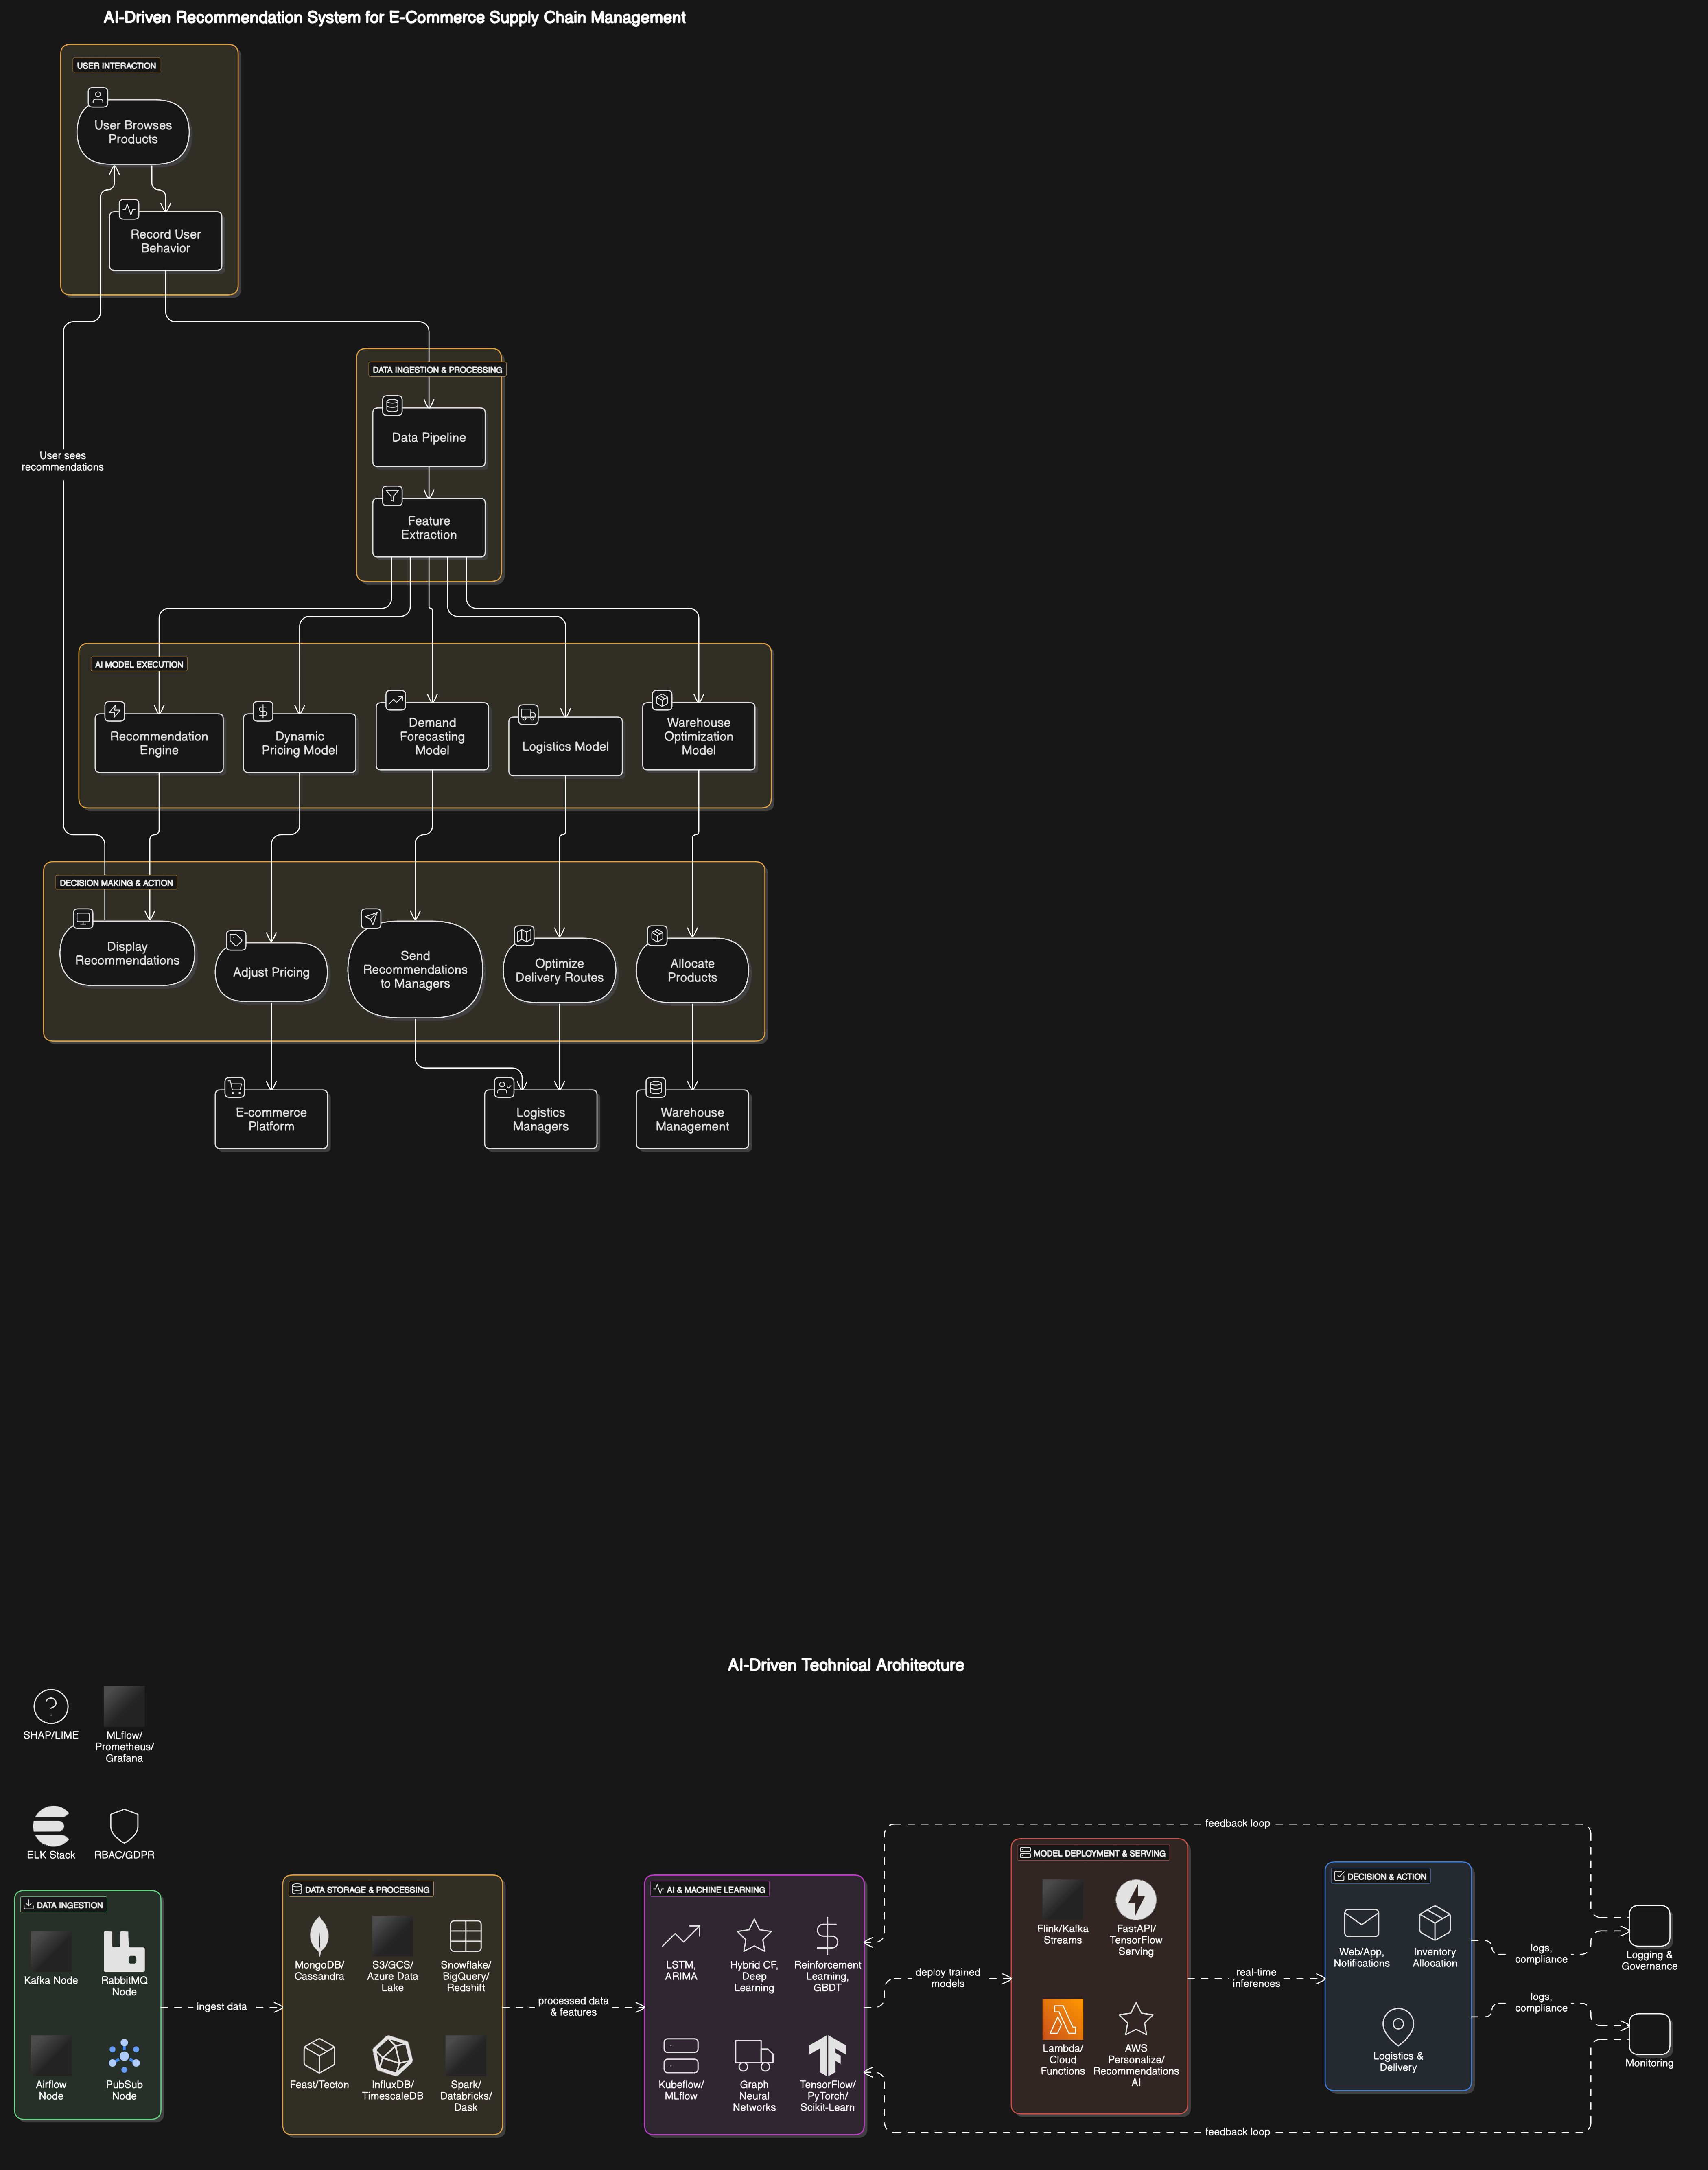 AI-Driven Recommendation System for E-Commerce Supply Chain Management
USER INTERACTION
User Browses
Products
Record User
Behavior
DATA INGESTION & PROCESSING
Data Pipeline
User sees
recommendations
Feature
Extraction
AI MODEL EXECUTION
Recommendation
Engine
Dynamic
Pricing Model
Demand
Forecasting
Model
Logistics Model
Warehouse
Optimization
Model
DECISION MAKING & ACTION
Display
Recommendations
Adjust Pricing
Send
Recommendations
to Managers
Optimize
Delivery Routes
Allocate
Products
E-commerce
Platform
Logistics
Managers
Warehouse
Management
AI-Driven Technical Architecture
SHAP/LIME
MLflow/
Prometheus/
Grafana
ELK Stack
RBAC/GDPR
DATA INGESTION
Kafka Node
RabbitMQ
Node
Airflow
Node
PubSub
Node
ingest data
DATA STORAGE & PROCESSING
MongoDB/
Cassandra
S3/GCS/
Azure Data
Lake
Snowflake/
BigQuery/
Redshift
Feast/Tecton
InfluxDB/
TimescaleDB
Spark/
Databricks/
Dask
processed data
& features
AI & MACHINE LEARNING
LSTM,
ARIMA
Hybrid CF,
Deep
Learning
Reinforcement
Learning,
GBDT
Kubeflow/
MLflow
Graph
Neural
Networks
TensorFlow/
PyTorch/
Scikit-Learn
deploy trained
models
feedback loop
MODEL DEPLOYMENT & SERVING
Flink/Kafka
Streams
FastAPI/
TensorFlow
Serving
Lambda/
Cloud
Functions
AWS
Personalize/
Recommendations
AI
real-time
inferences
DECISION & ACTION
Web/App,
Notifications
Inventory
Allocation
Logistics &
Delivery
logs,
compliance
logs,
compliance
Logging &
Governance
Monitoring
feedback loop